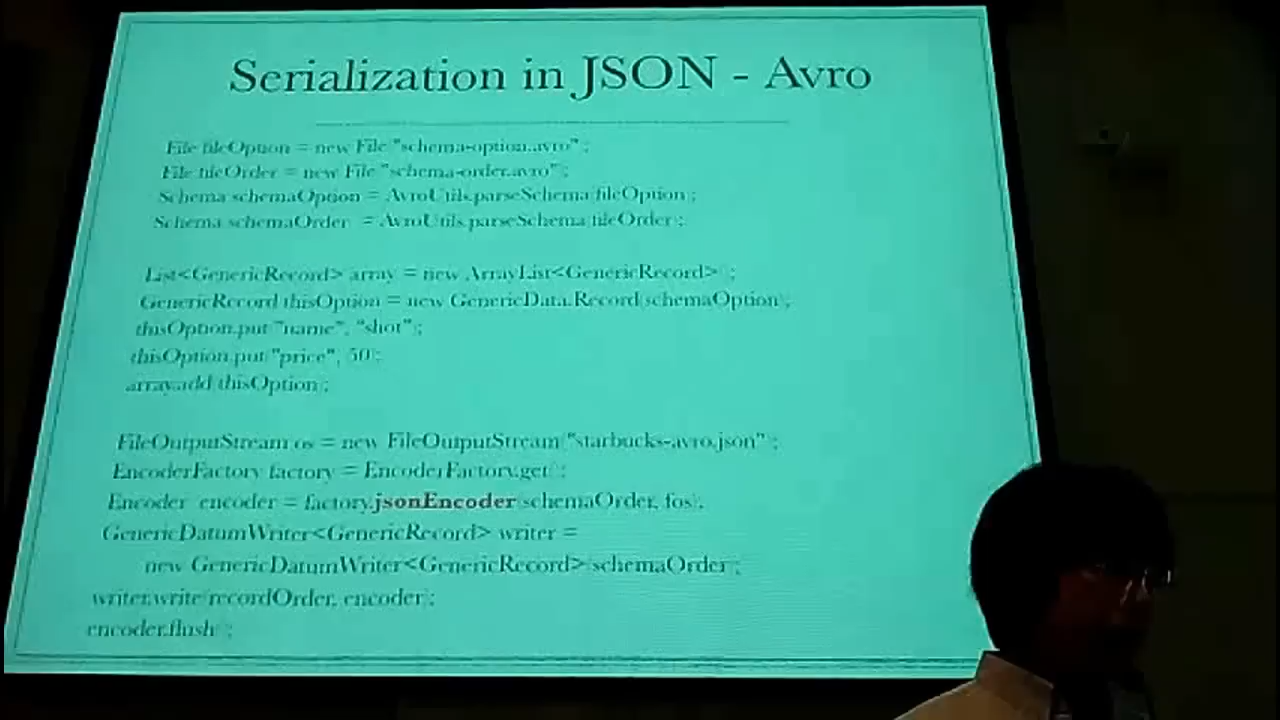 Serialization in JSON - Avro
File fileOption = new File("schema-option.avro");
File fileOrder = new File("schema-order.avro");
Schema schemaOption = AvroUtils.parseSchema(fileOption);
Schema schemaOrder = AvroUtils.parseSchema(fileOrder);
List<GenericRecord> array = new ArrayList<GenericRecord>();
GenericRecord thisOption = new GenericData.Record(schemaOption);
thisOption.put("name", "shot");
thisOption.put("price", 50);
array.add(thisOption);
FileOutputStream os = new FileOutputStream("starbucks-avro.json");
EncoderFactory factory = EncoderFactory.get();
Encoder encoder = factory.jsonEncoder(schemaOrder, fos);
GenericDatumWriter<GenericRecord> writer =
new GenericDatumWriter<GenericRecord>(schemaOrder);
writer.write(recordOrder, encoder);
encoder.flush();